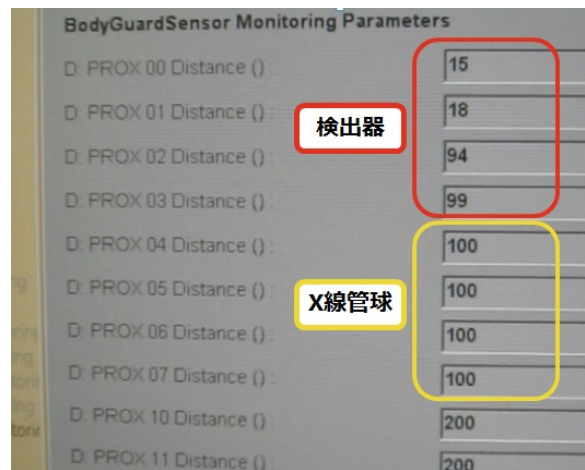 BodyGuardSensor Monitoring Parameters
D: PROX 00 Distance () : 15
D: PROX 01 Distance () : 18
検出器
D: PROX 02 Distance () : 94
D: PROX 03 Distance () : 99
D: PROX 04 Distance () : 100
D: PROX 05 Distance () : 100
X線管球
D: PROX 06 Distance () : 100
D: PROX 07 Distance () : 100
D: PROX 10 Distance () : 200
D: PROX 11 Distance () : 200